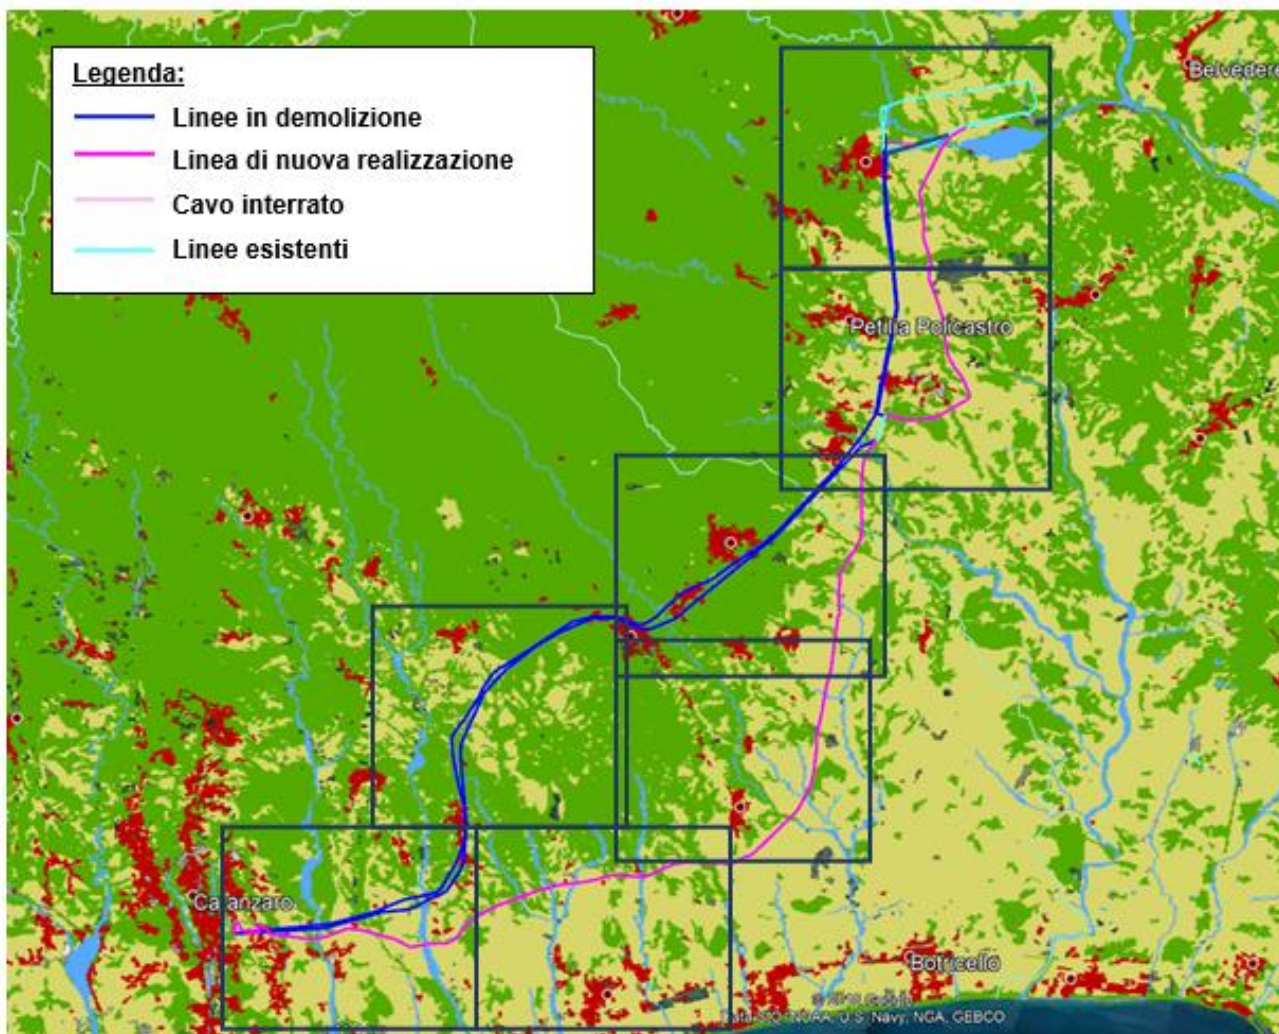 Legenda:
Linee in demolizione
Linea di nuova realizzazione
Cavo interrato
Linee esistenti
Belvedere
Petilia Policastro
Catanzaro
Botricello
Data SIO, NOAA, U.S. Navy, NGA, GEBCO